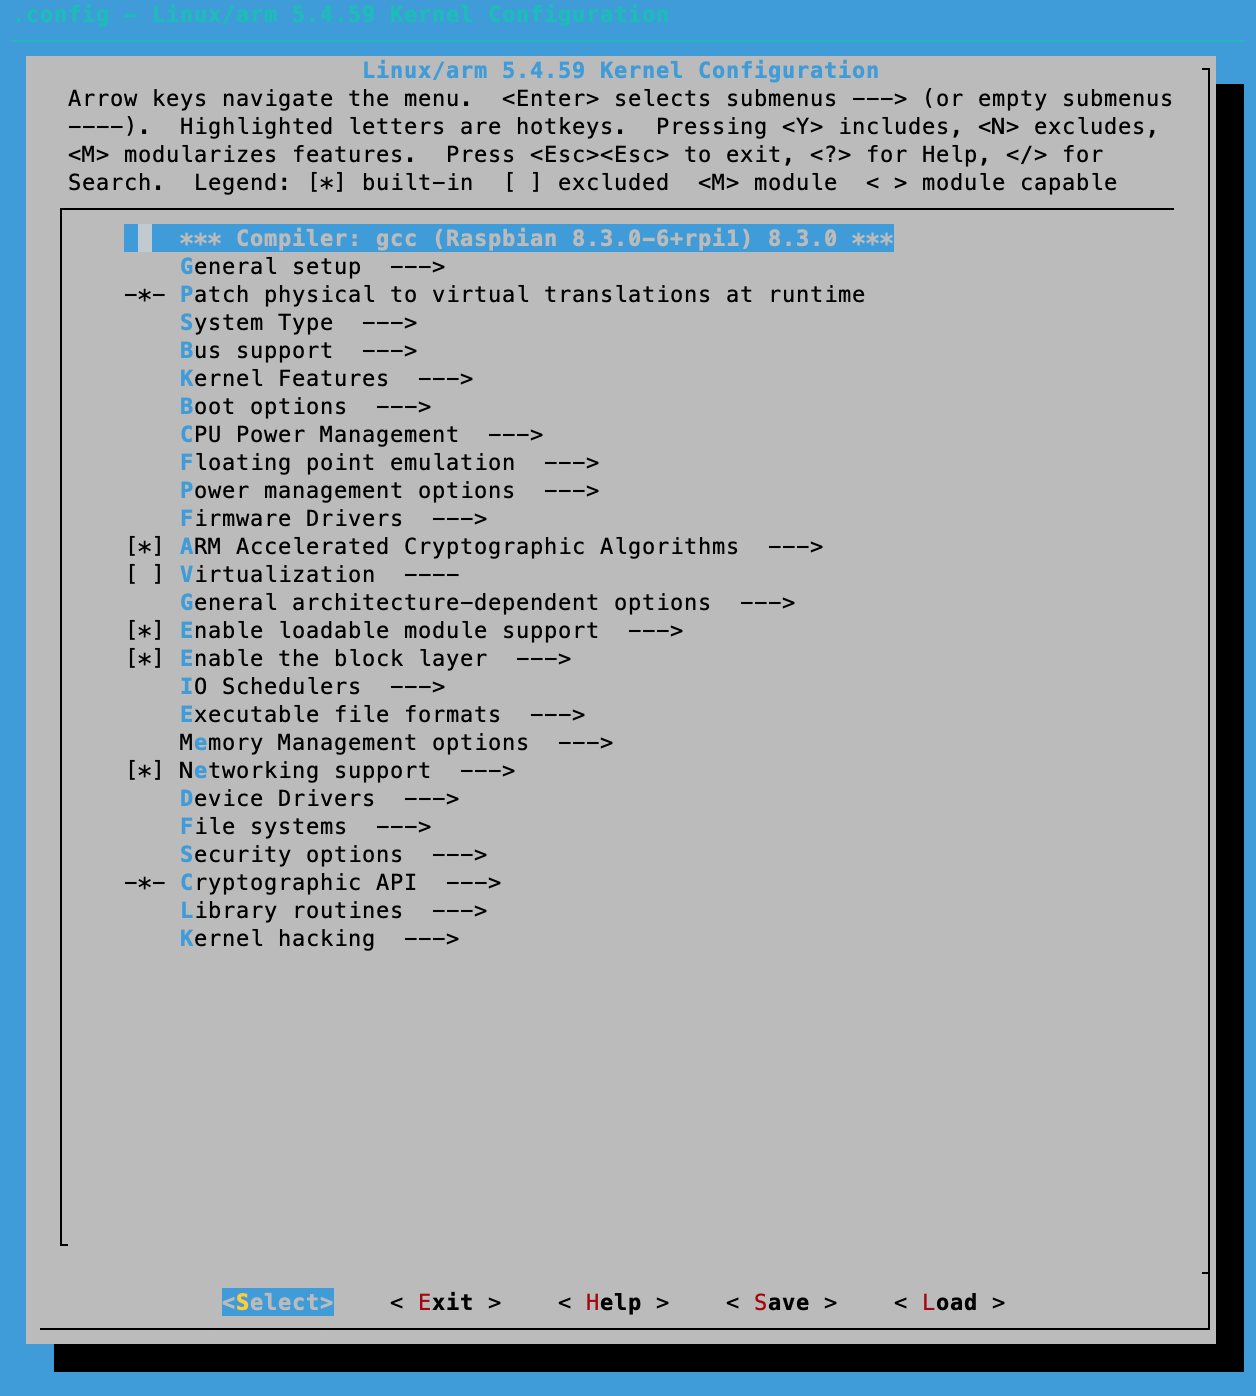 .config - Linux/arm 5.4.59 Kernel Configuration
Linux/arm 5.4.59 Kernel Configuration
Arrow keys navigate the menu.  <Enter> selects submenus ---> (or empty submenus
----).  Highlighted letters are hotkeys.  Pressing <Y> includes, <N> excludes,
<M> modularizes features.  Press <Esc><Esc> to exit, <?> for Help, </> for
Search.  Legend: [*] built-in  [ ] excluded  <M> module  < > module capable
*** Compiler: gcc (Raspbian 8.3.0-6+rpi1) 8.3.0 ***
General setup  --->
-*- Patch physical to virtual translations at runtime
System Type  --->
Bus support  --->
Kernel Features  --->
Boot options  --->
CPU Power Management  --->
Floating point emulation  --->
Power management options  --->
Firmware Drivers  --->
[*] ARM Accelerated Cryptographic Algorithms  --->
[ ] Virtualization  ----
General architecture-dependent options  --->
[*] Enable loadable module support  --->
[*] Enable the block layer  --->
IO Schedulers  --->
Executable file formats  --->
Memory Management options  --->
[*] Networking support  --->
Device Drivers  --->
File systems  --->
Security options  --->
-*- Cryptographic API  --->
Library routines  --->
Kernel hacking  --->
<Select>    < Exit >    < Help >    < Save >    < Load >